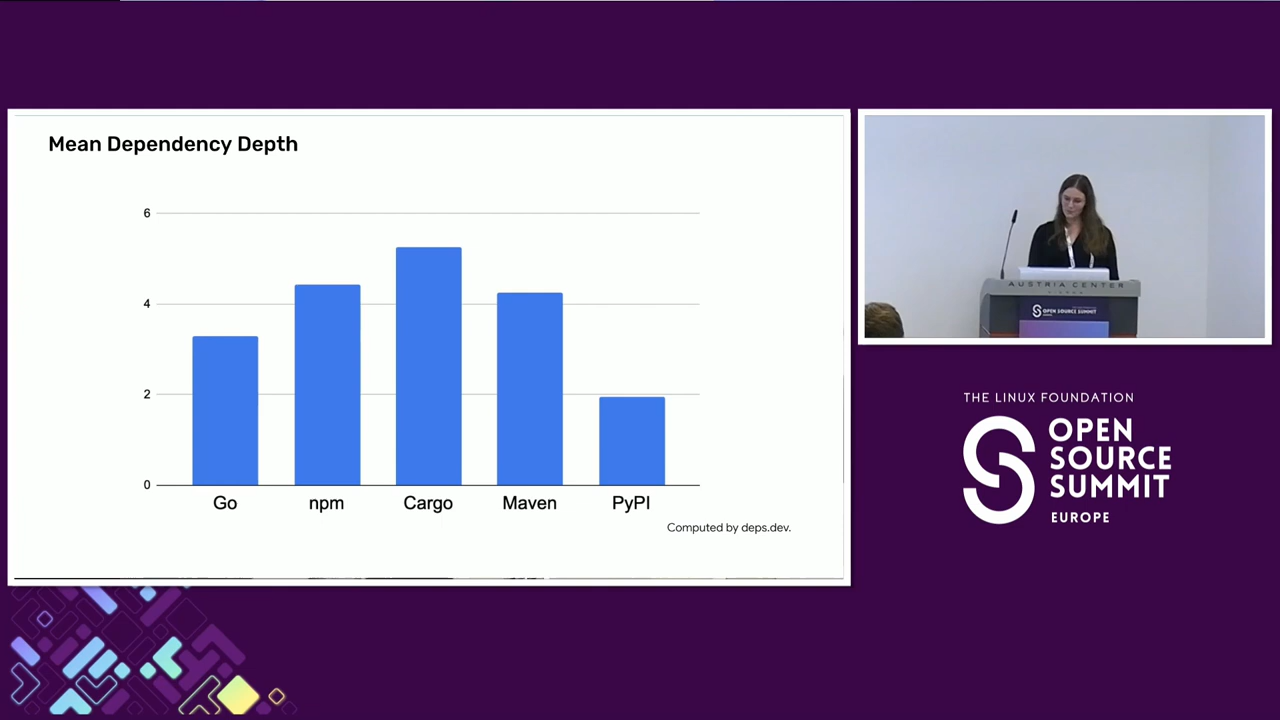 Mean Dependency Depth
6
4
2
0
Go npm Cargo Maven PyPI
Computed by deps.dev.
AUSTRIA CENTER
OPEN SOURCE SUMMIT
THE LINUX FOUNDATION
OPEN
SOURCE
SUMMIT
EUROPE